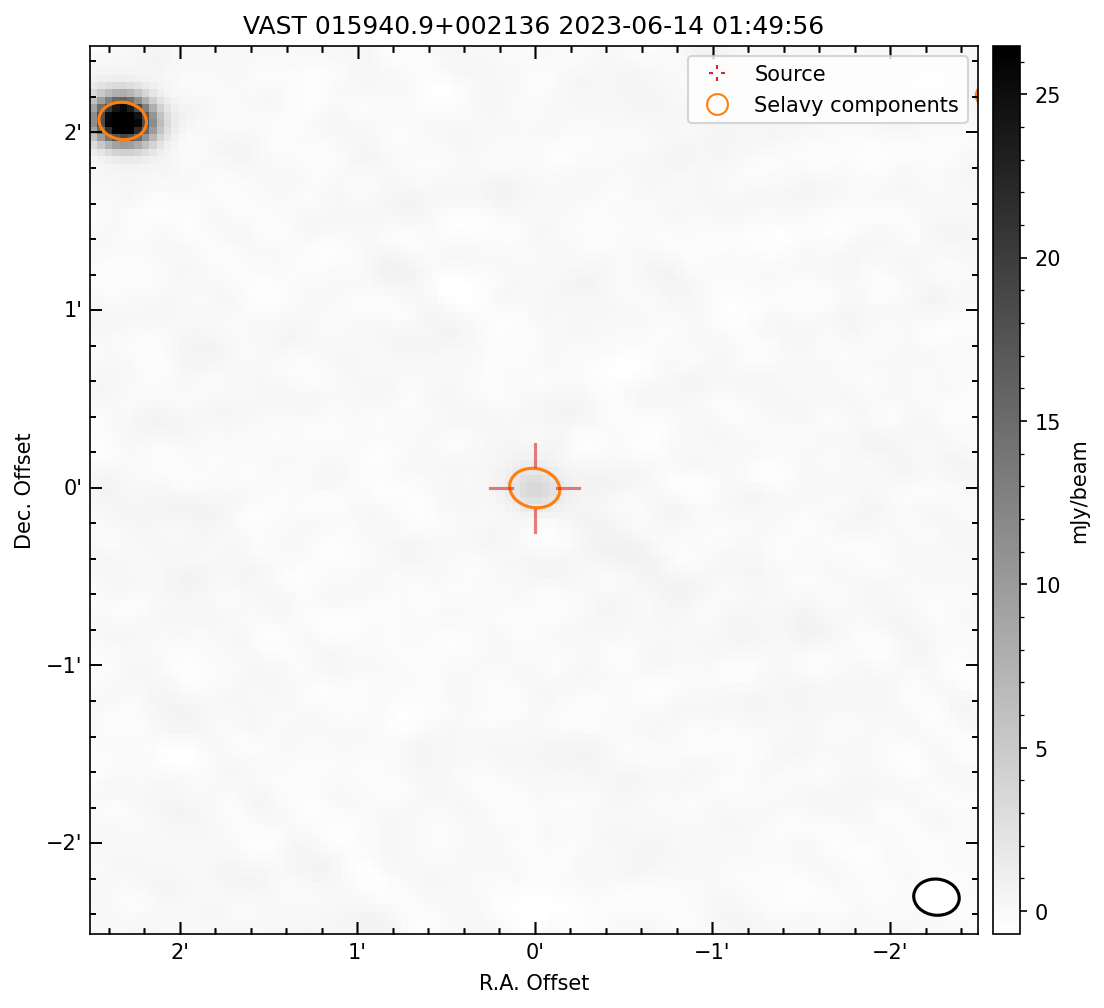 VAST 015940.9+002136 2023-06-14 01:49:56
Source
Selavy components
2'
1'
0'
−1'
−2'
Dec. Offset
2'
1'
0'
−1'
−2'
R.A. Offset
25
20
15
10
5
0
mJy/beam